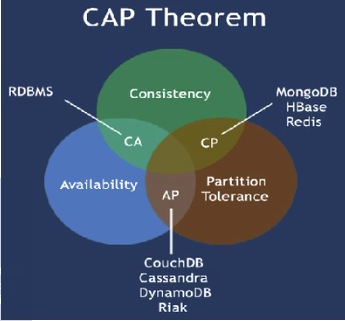 CAP Theorem
RDBMS
Consistency
MongoDB
HBase
Redis
CA
CP
Availability
Partition
Tolerance
AP
CouchDB
Cassandra
DynamoDB
Riak